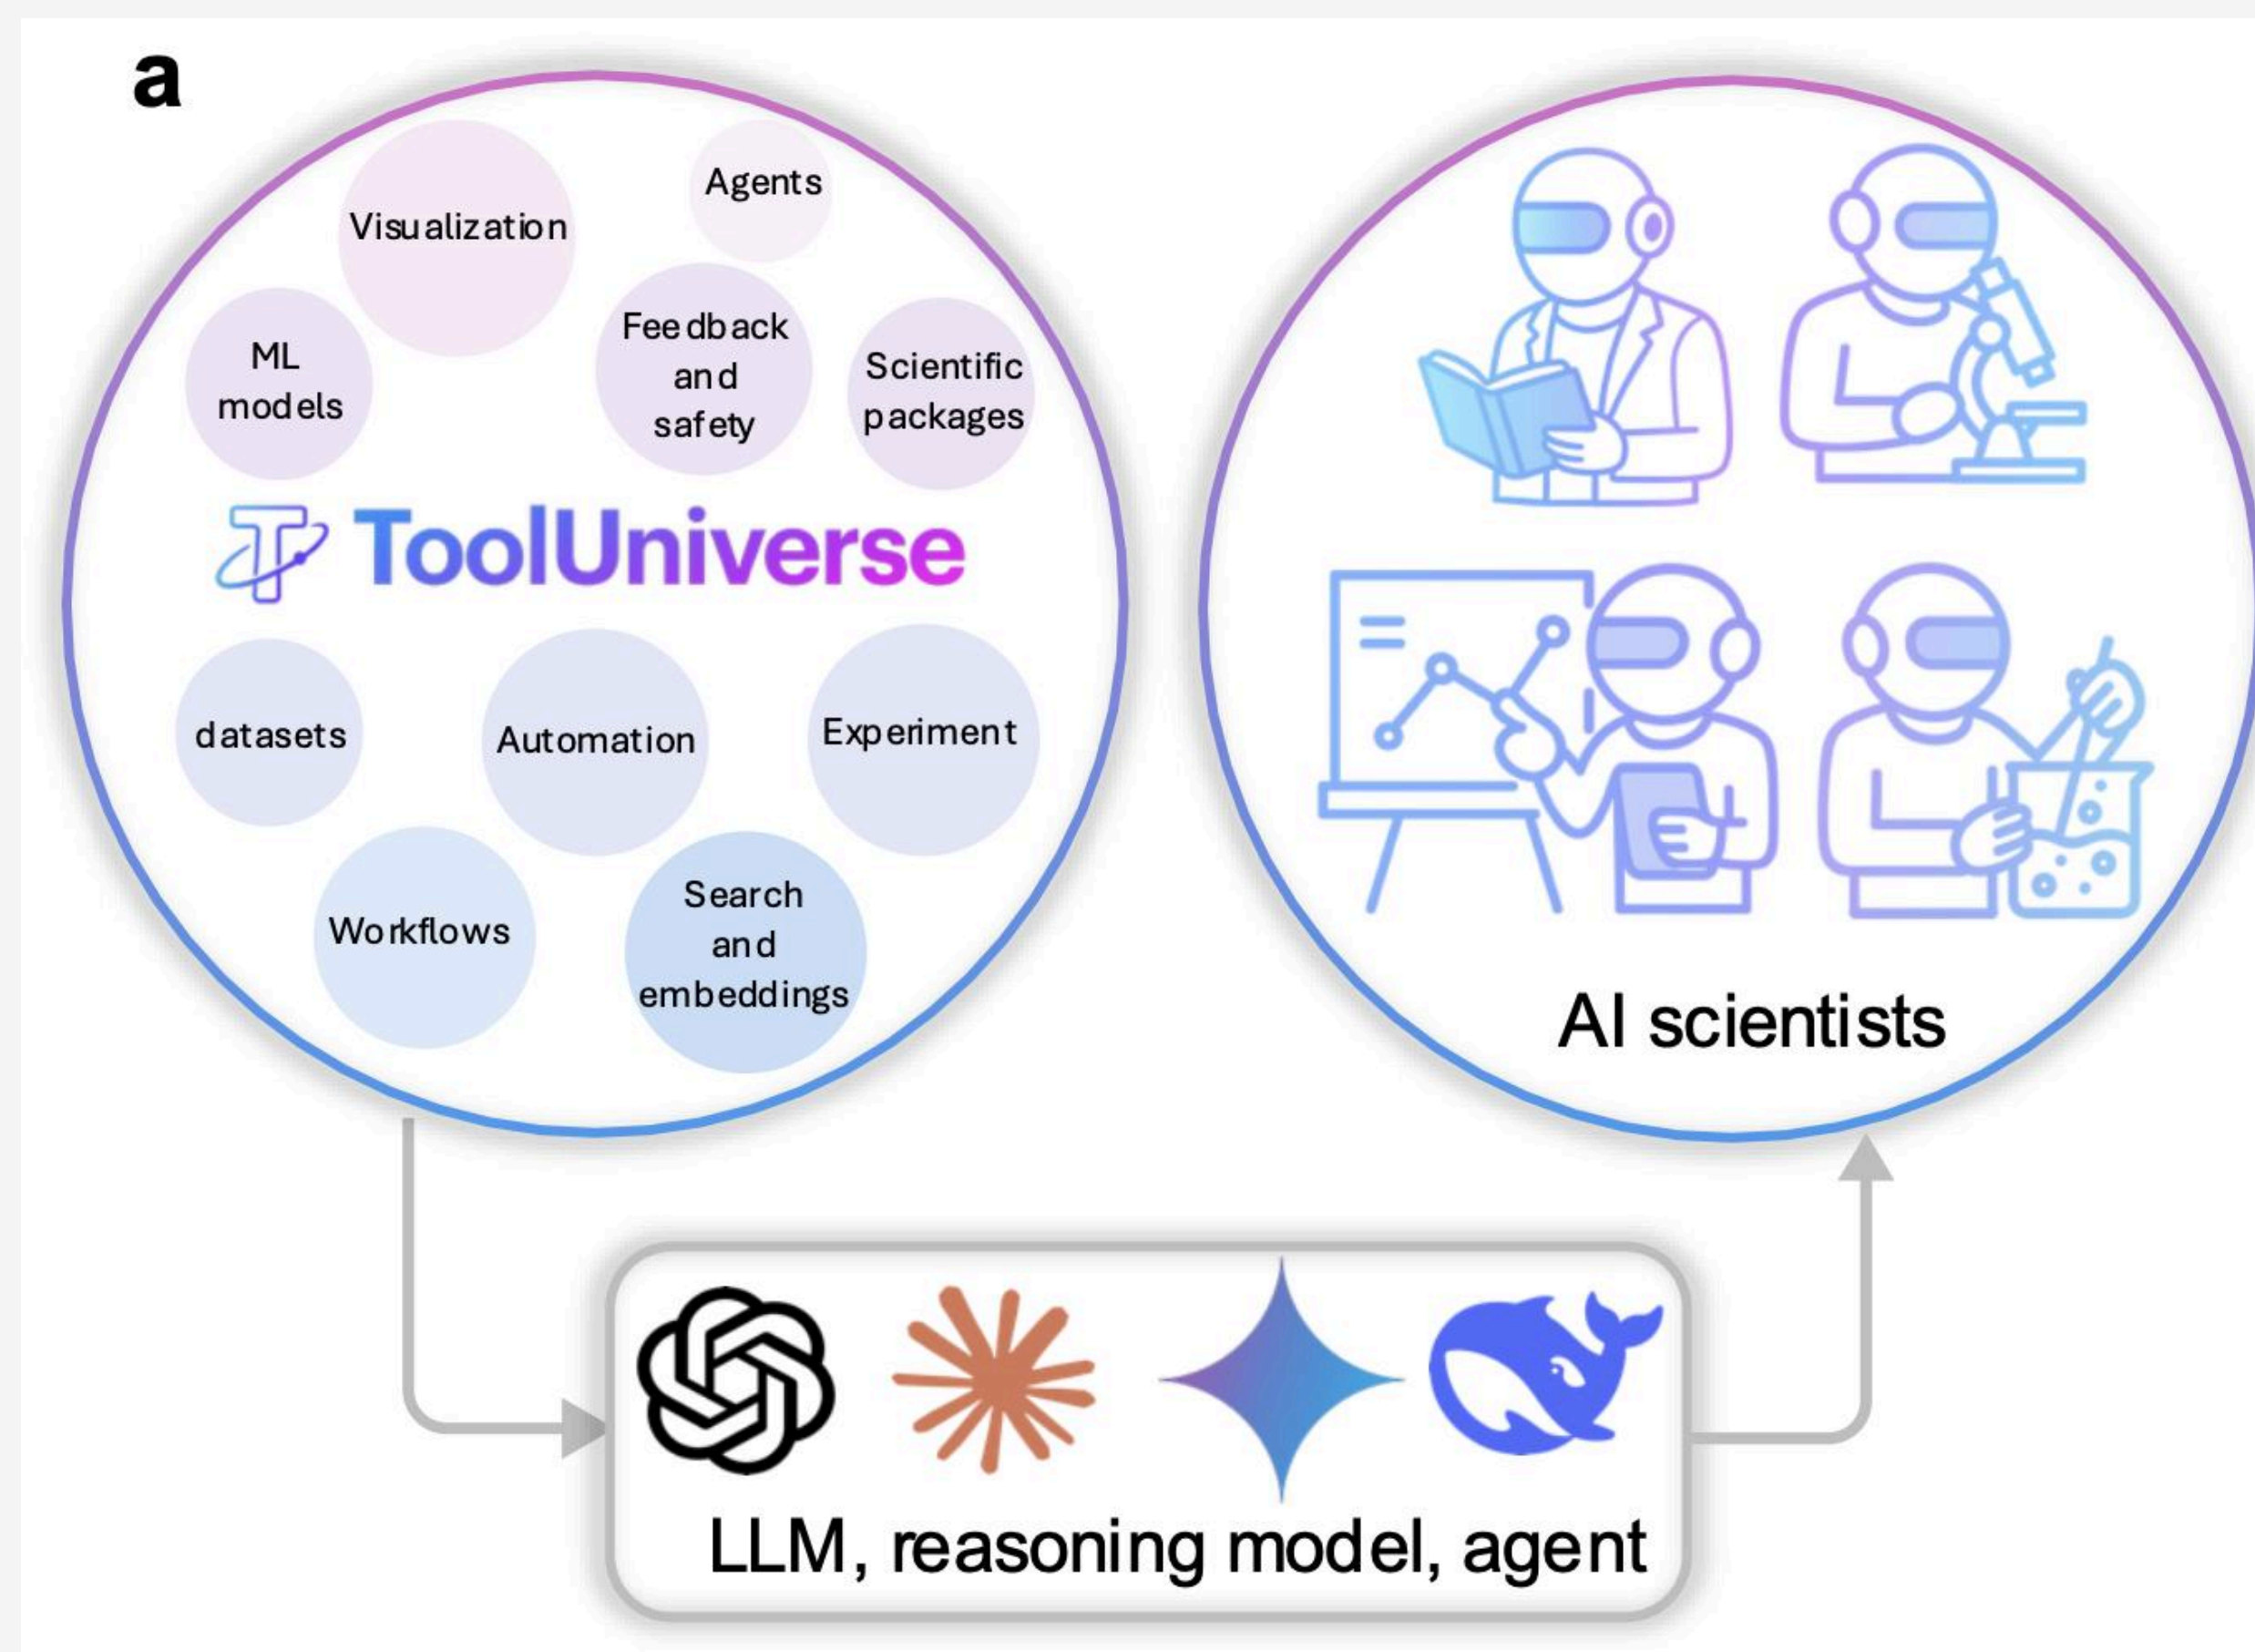 a
Visualization
Agents
ML
models
Feedback
and
safety
Scientific
packages
ToolUniverse
datasets
Automation
Experiment
Workflows
Search
and
embeddings
AI scientists
LLM, reasoning model, agent